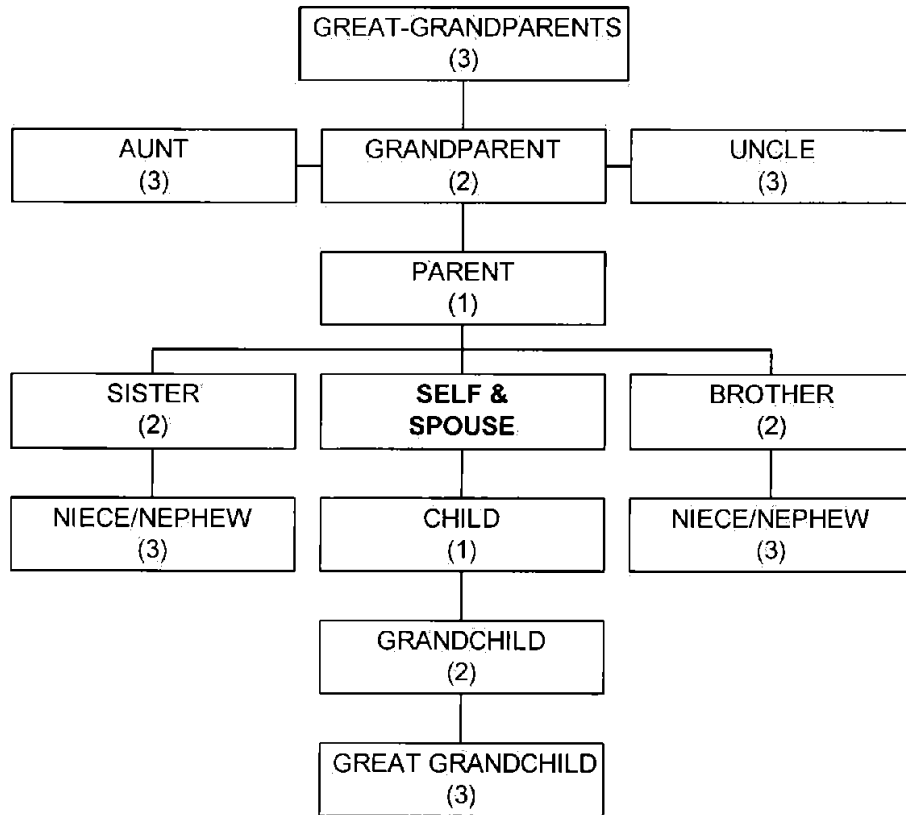 GREAT-GRANDPARENTS
(3)
AUNT
(3)
GRANDPARENT
(2)
UNCLE
(3)
PARENT
(1)
SISTER
(2)
SELF &
SPOUSE
BROTHER
(2)
NIECE/NEPHEW
(3)
CHILD
(1)
NIECE/NEPHEW
(3)
GRANDCHILD
(2)
GREAT GRANDCHILD
(3)